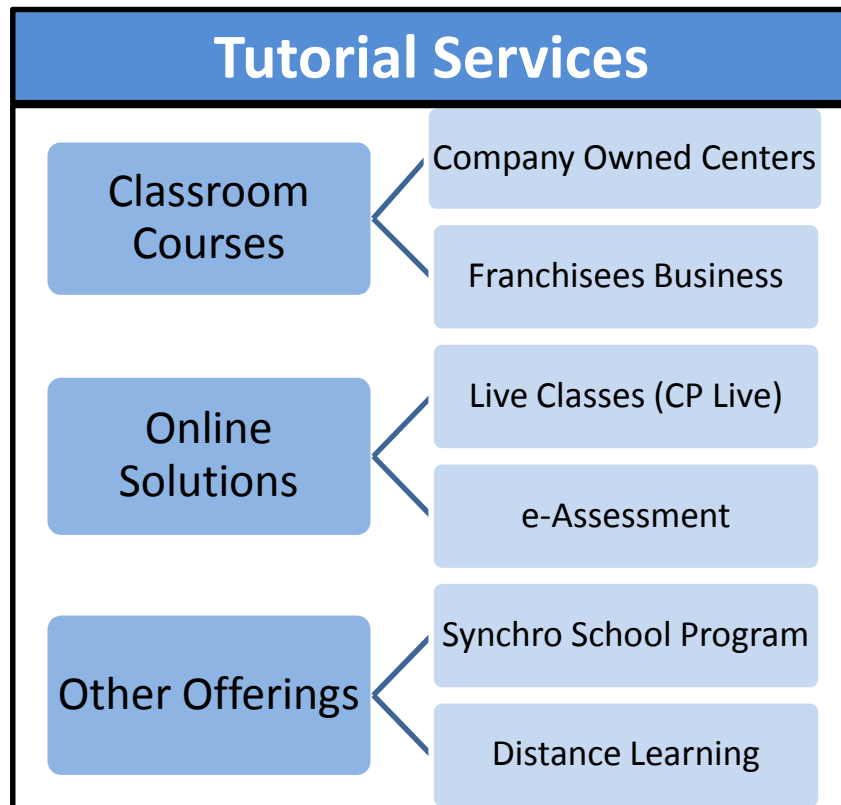 Tutorial Services
Classroom
Courses
Company Owned Centers
Franchisees Business
Online
Solutions
Live Classes (CP Live)
e-Assessment
Other Offerings
Synchro School Program
Distance Learning